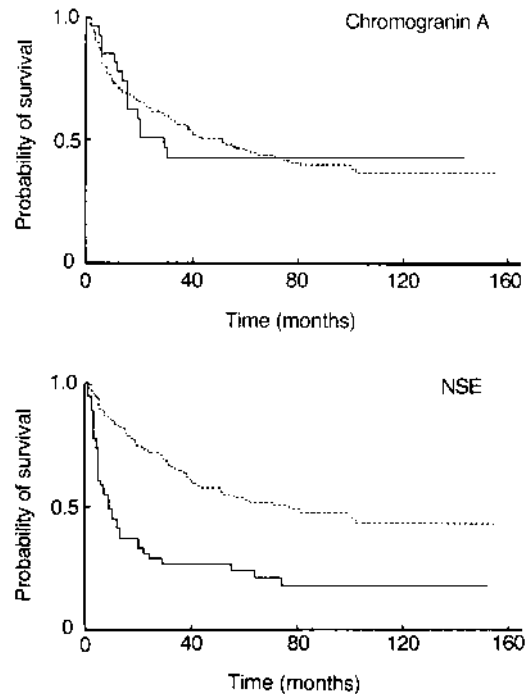 Chromogranin A
Probability of survival
1.0
0.5
0
0 40 80 120 160
Time (months)
NSE
Probability of survival
1.0
0.5
0
0 40 80 120 160
Time (months)